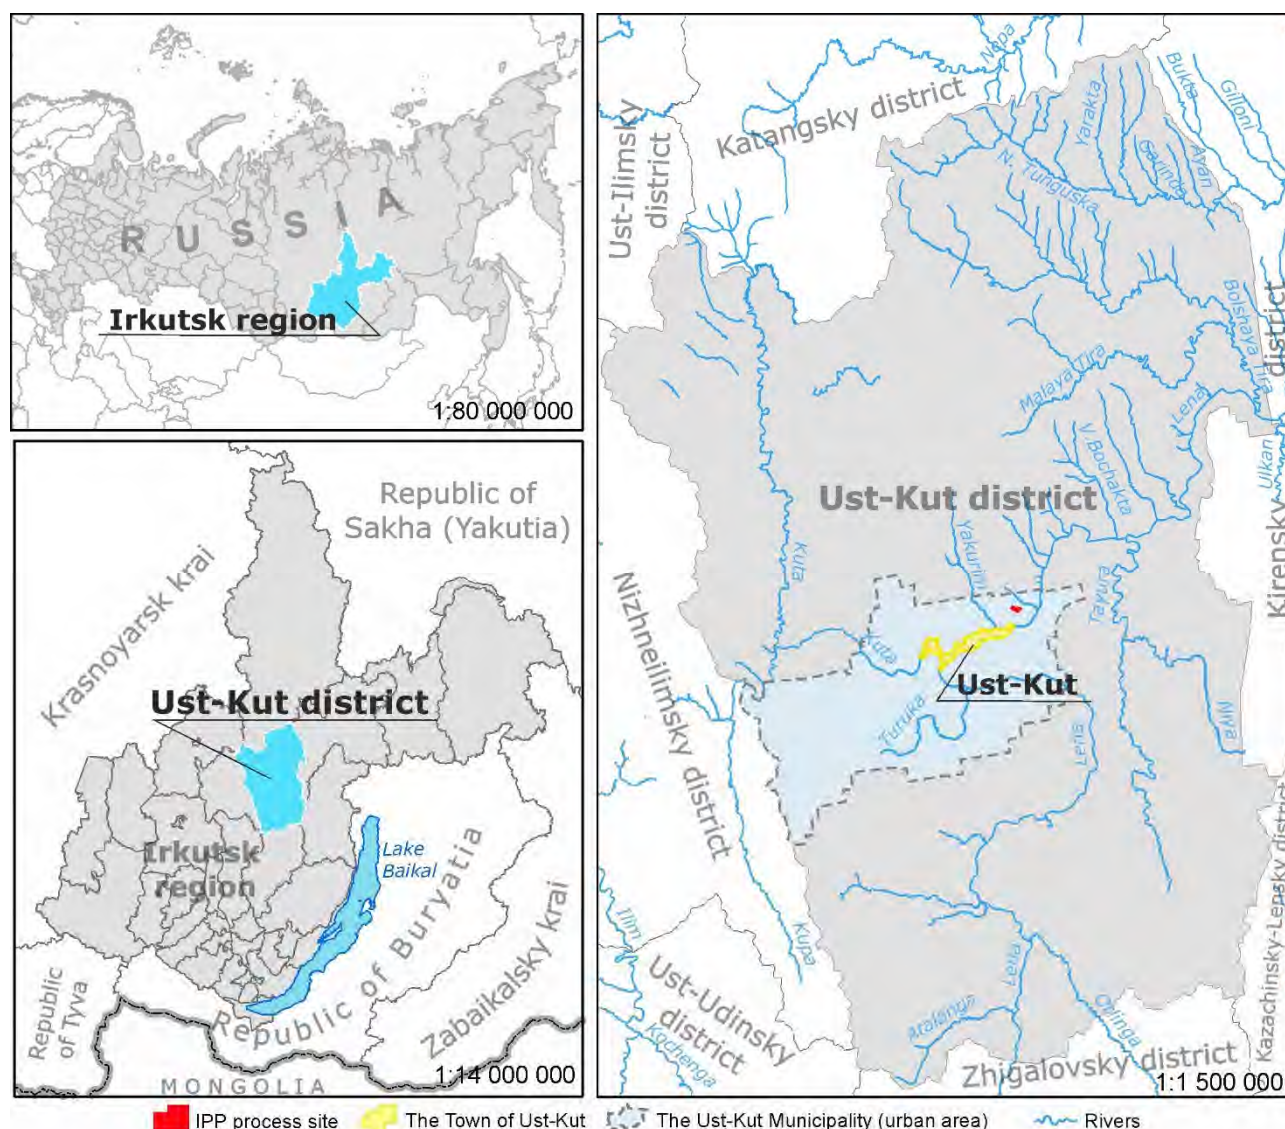 RUSSIA
Irkutsk region
1:80 000 000
Republic of
Sakha (Yakutia)
Krasnoyarsk krai
Ust-Kut district
Irkutsk
region
Lake
Baikal
Republic of Buryatia
Zabaikalsky krai
Republic
of Tyva
MONGOLIA
1:14 000 000
Nepa
Katangsky district
Ust-Ilimsky
district
Yarakta
Bukta
Gilloni
Gavinda
Ayan
N. Tunguska
Bolshaya Tira
Malaya Tira
Lena
district
Ulkan
V.Bochakta
Ust-Kut district
Kuta
Yakurim
Tayura
Kirensky
Nizhneilimsky district
Kuta
Ust-Kut
Turuka
Lena
Niya
Kazachinsky-Lensky district
Ilim
Kupa
Ust-Udinsky
district
Kochenga
Lena
Orlinga
Zhigalovsky district
1:1 500 000
IPP process site
The Town of Ust-Kut
The Ust-Kut Municipality (urban area)
Rivers